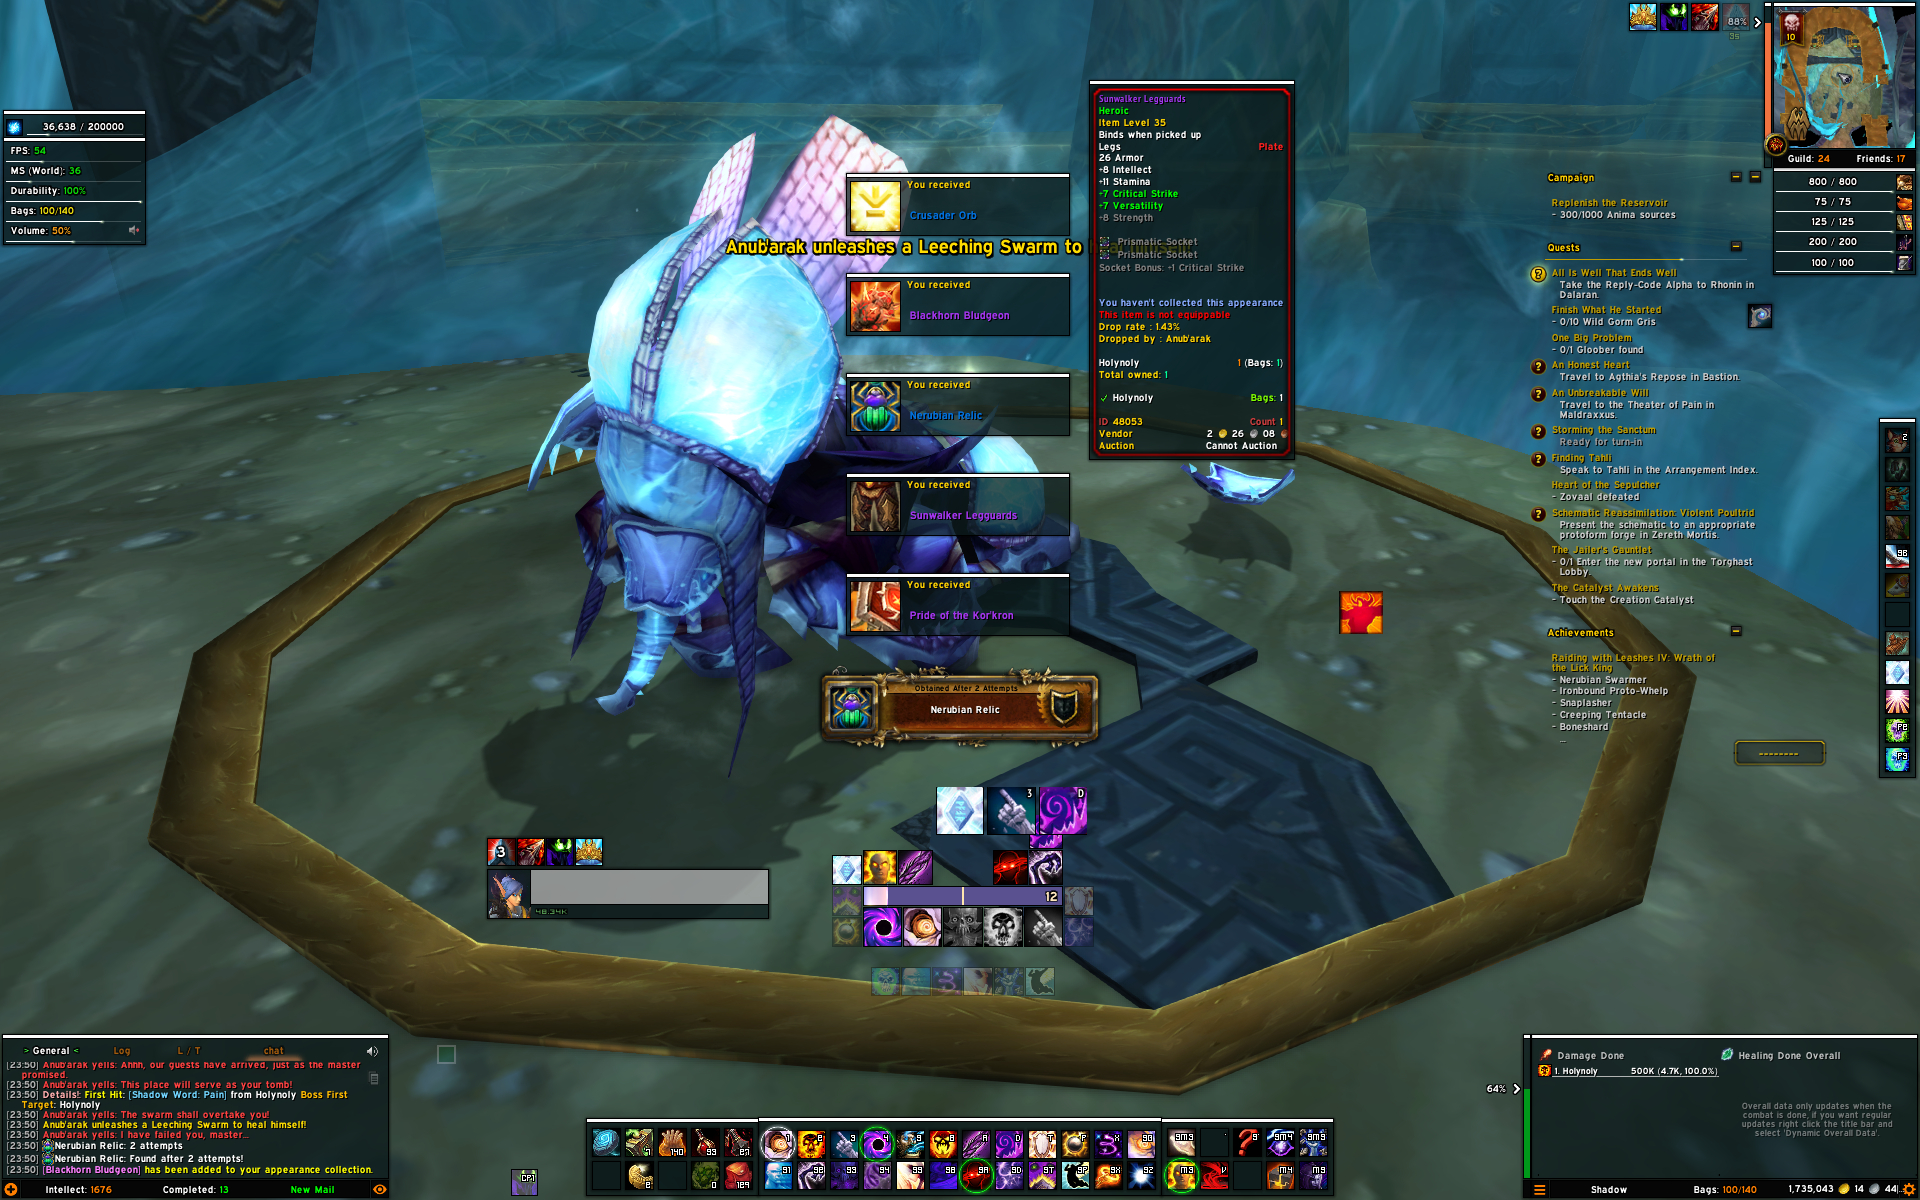 36,638 / 200000
FPS: 54
MS (World): 36
Durability: 100%
Bags: 100/140
Volume: 50%
88%
10
Guild: 24 Friends: 17
800 / 800
75 / 75
125 / 125
200 / 200
100 / 100
Campaign
Replenish the Reservoir
- 300/1000 Anima sources
Quests
All Is Well That Ends Well
Take the Reply-Code Alpha to Rhonin in
Dalaran.
Finish What He Started
- 0/10 Wild Gorm Gris
One Big Problem
- 0/1 Gloober found
An Honest Heart
Travel to Agthia's Repose in Bastion.
An Unbreakable Will
Travel to the Theater of Pain in
Maldraxxus.
Storming the Sanctum
Ready for turn-in
Finding Tahli
Speak to Tahli in the Arrangement Index.
Heart of the Sepulcher
- Zovaal defeated
Schematic Reassimilation: Violent Poultrid
Present the schematic to an appropriate
protoform forge in Zereth Mortis.
The Jailer's Gauntlet
- 0/1 Enter the new portal in the Torghast
Lobby.
The Catalyst Awakens
- Touch the Creation Catalyst
Achievements
Raiding with Leashes IV: Wrath of
the Lick King
- Nerubian Swarmer
- Ironbound Proto-Whelp
- Snaplasher
- Creeping Tentacle
- Boneshard
...
Sunwalker Legguards
Heroic
Item Level 35
Binds when picked up
Legs Plate
26 Armor
+8 Intellect
+11 Stamina
+7 Critical Strike
+7 Versatility
+8 Strength
Prismatic Socket
Prismatic Socket
Socket Bonus: +1 Critical Strike
You haven't collected this appearance
This item is not equippable
Drop rate : 1.43%
Dropped by : Anub'arak
Holynoly 1 (Bags: 1)
Total owned: 1
Holynoly Bags: 1
ID 48053 Count 1
Vendor 2 26 08
Auction Cannot Auction
You received
Crusader Orb
Anub'arak unleashes a Leeching Swarm to
You received
Blackhorn Bludgeon
You received
Nerubian Relic
You received
Sunwalker Legguards
You received
Pride of the Kor'kron
Obtained After 2 Attempts
Nerubian Relic
3 D
3
48.34K
12
> General < Log L / T chat
[23:50] Anub'arak yells: Ahhh, our guests have arrived, just as the master
promised.
[23:50] Anub'arak yells: This place will serve as your tomb!
[23:50] Details!: First Hit: [Shadow Word: Pain] from Holynoly Boss First
Target: Holynoly
[23:50] Anub'arak yells: The swarm shall overtake you!
[23:50] Anub'arak unleashes a Leeching Swarm to heal himself!
[23:50] Anub'arak yells: I have failed you, master...
[23:50] Nerubian Relic: 2 attempts
[23:50] Nerubian Relic: Found after 2 attempts!
[23:50] [Blackhorn Bludgeon] has been added to your appearance collection.
Intellect: 1676 Completed: 13 New Mail
CP1
64%
Damage Done Healing Done Overall
1. Holynoly 500K (4.7K, 100.0%)
Overall data only updates when the
combat is done, if you want regular
updates right click the title bar and
select 'Dynamic Overall Data'.
Shadow Bags: 100/140 1,735,043 14 44